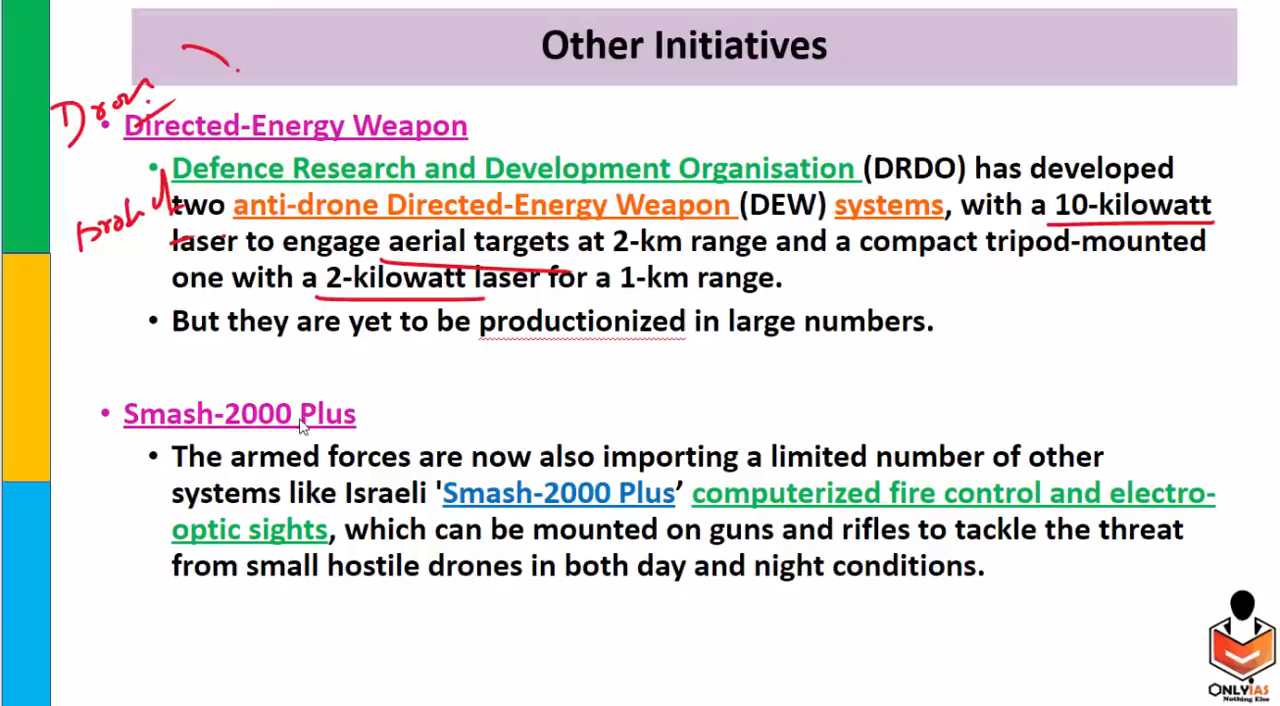 Other Initiatives
• Directed-Energy Weapon
• Defence Research and Development Organisation (DRDO) has developed
two anti-drone Directed-Energy Weapon (DEW) systems, with a 10-kilowatt
laser to engage aerial targets at 2-km range and a compact tripod-mounted
one with a 2-kilowatt laser for a 1-km range.
• But they are yet to be productionized in large numbers.
• Smash-2000 Plus
• The armed forces are now also importing a limited number of other
systems like Israeli 'Smash-2000 Plus’ computerized fire control and electro-
optic sights, which can be mounted on guns and rifles to tackle the threat
from small hostile drones in both day and night conditions.
ONLYIAS
Nothing Else